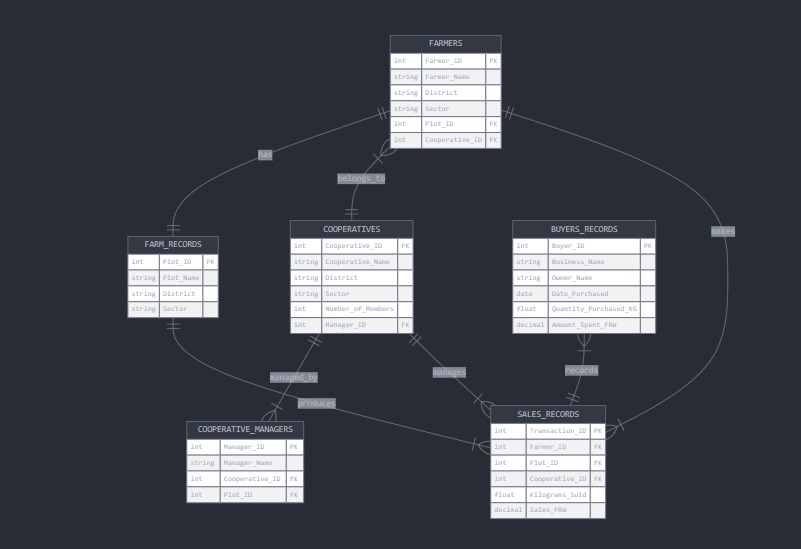 FARMERS
int Farmer_ID PK
string Farmer_Name
string District
string Sector
int Plot_ID FK
int Cooperative_ID FK
has
belongs_to
makes
FARM_RECORDS
int Plot_ID PK
string Plot_Name
string District
string Sector
COOPERATIVES
int Cooperative_ID PK
string Cooperative_Name
string District
string Sector
int Number_of_Members
int Manager_ID FK
BUYERS_RECORDS
int Buyer_ID PK
string Business_Name
string Owner_Name
date Date_Purchased
float Quantity_Purchased_KG
decimal Amount_Spent_FRW
managed_by
manages
records
produces
COOPERATIVE_MANAGERS
int Manager_ID PK
string Manager_Name
int Cooperative_ID FK
int Plot_ID FK
SALES_RECORDS
int Transaction_ID PK
int Farmer_ID FK
int Plot_ID FK
int Cooperative_ID FK
float Kilograms_Sold
decimal Sales_FRW